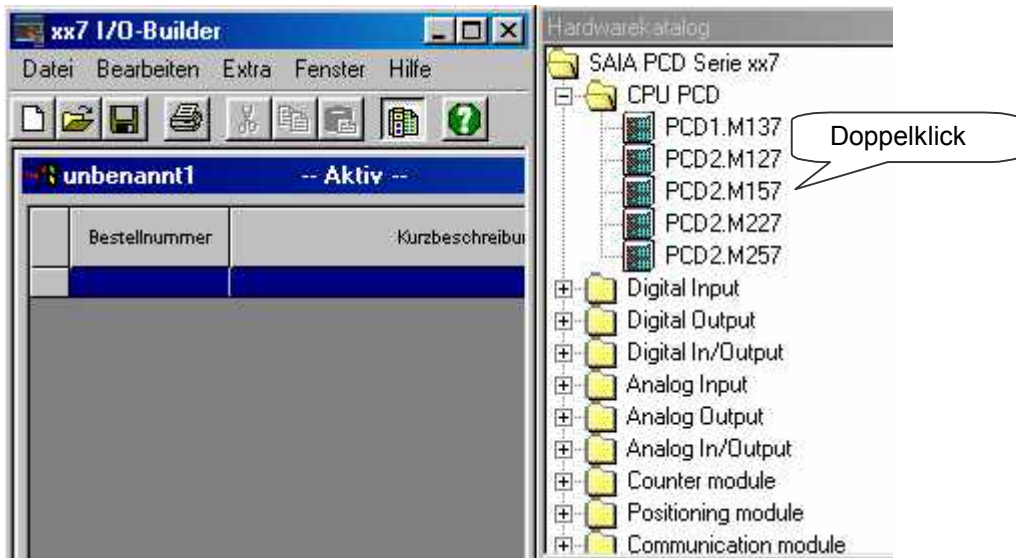 xx7 I/O-Builder
Datei Bearbeiten Extra Fenster Hilfe
unbenannt1 -- Aktiv --
Bestellnummer Kurzbeschreibur
Hardwarekatalog
SAIA PCD Serie xx7
CPU PCD
PCD1.M137
PCD2.M127
PCD2.M157
PCD2.M227
PCD2.M257
Digital Input
Digital Output
Digital In/Output
Analog Input
Analog Output
Analog In/Output
Counter module
Positioning module
Communication module
Doppelklick